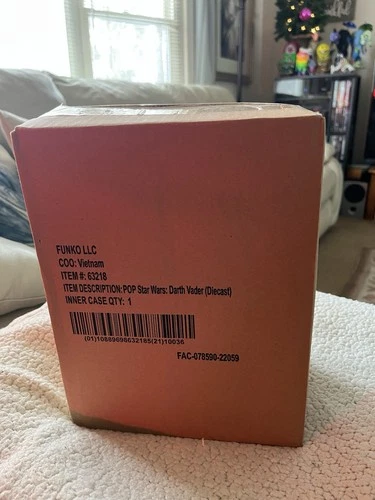 FUNKO LLC
COO: Vietnam
ITEM #: 63218
ITEM DESCRIPTION: POP Star Wars: Darth Vader (Diecast)
INNER CASE QTY: 1
(01)10889698632185(21)10036
FAC-078590-22059